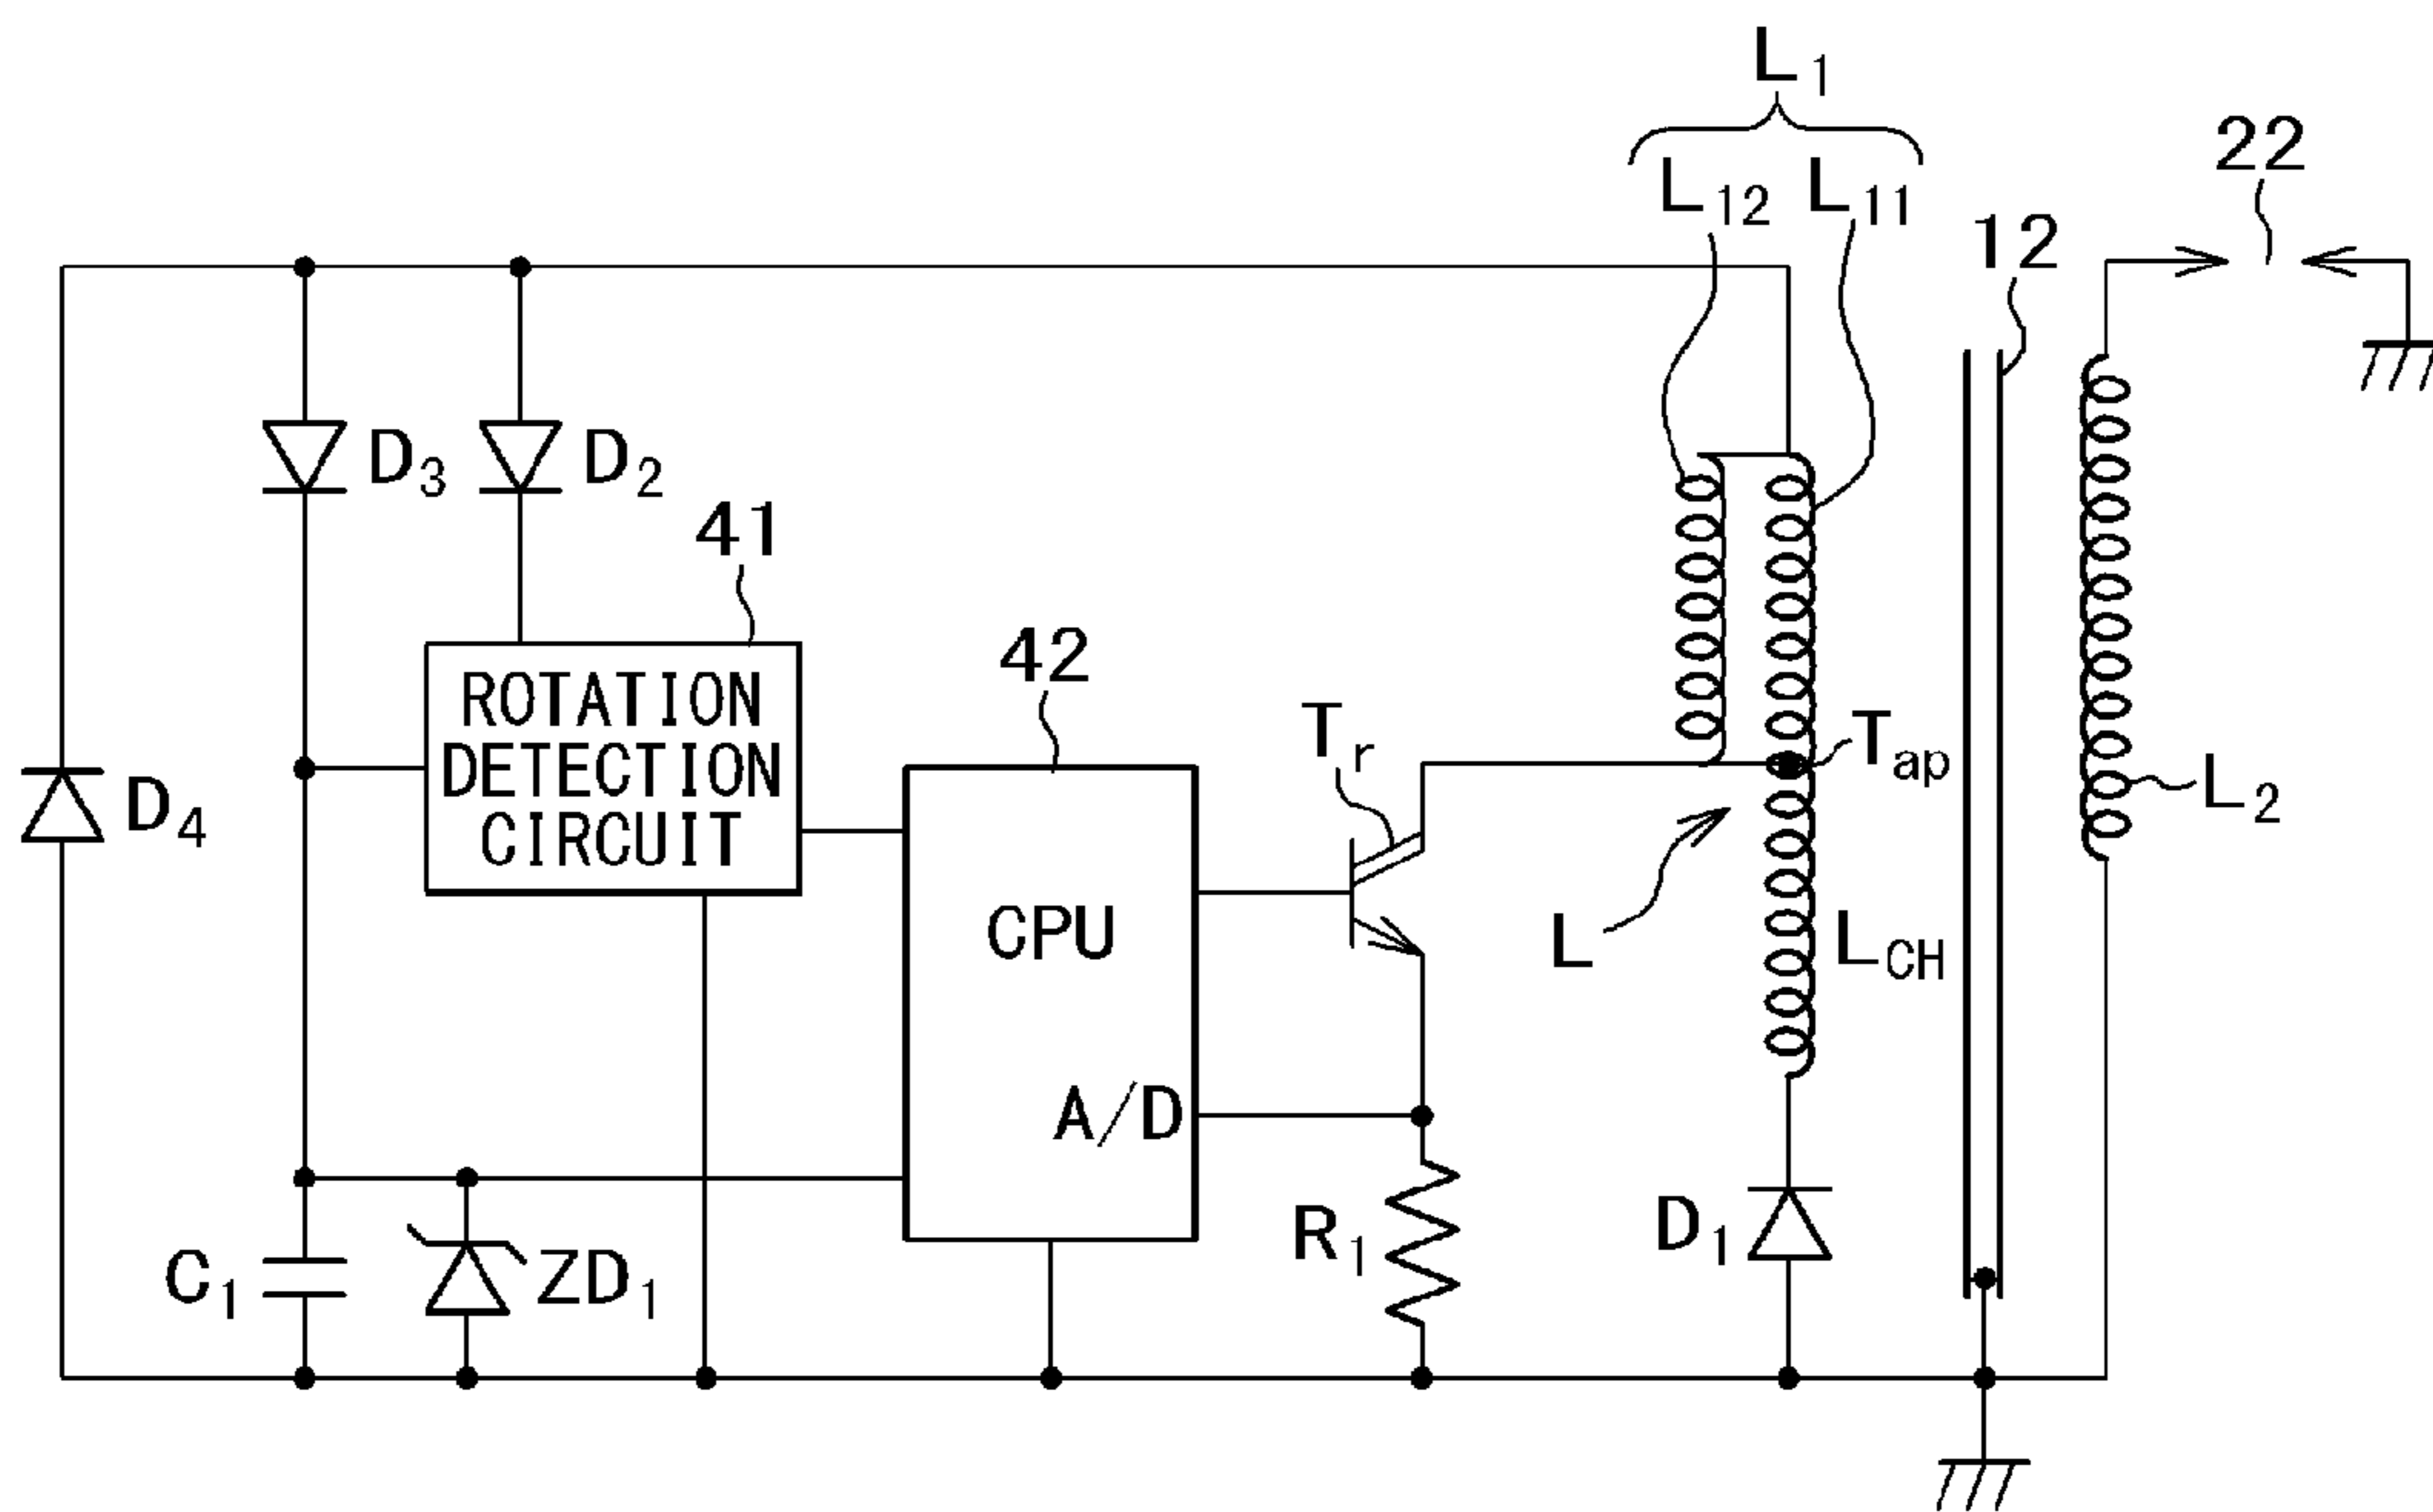 L1
L12 L11
22
12
D3 D2
41
ROTATION
DETECTION
CIRCUIT
42
Tr
Tap
D4
L2
CPU
L
LCH
A/D
C1
ZD1
R1
D1